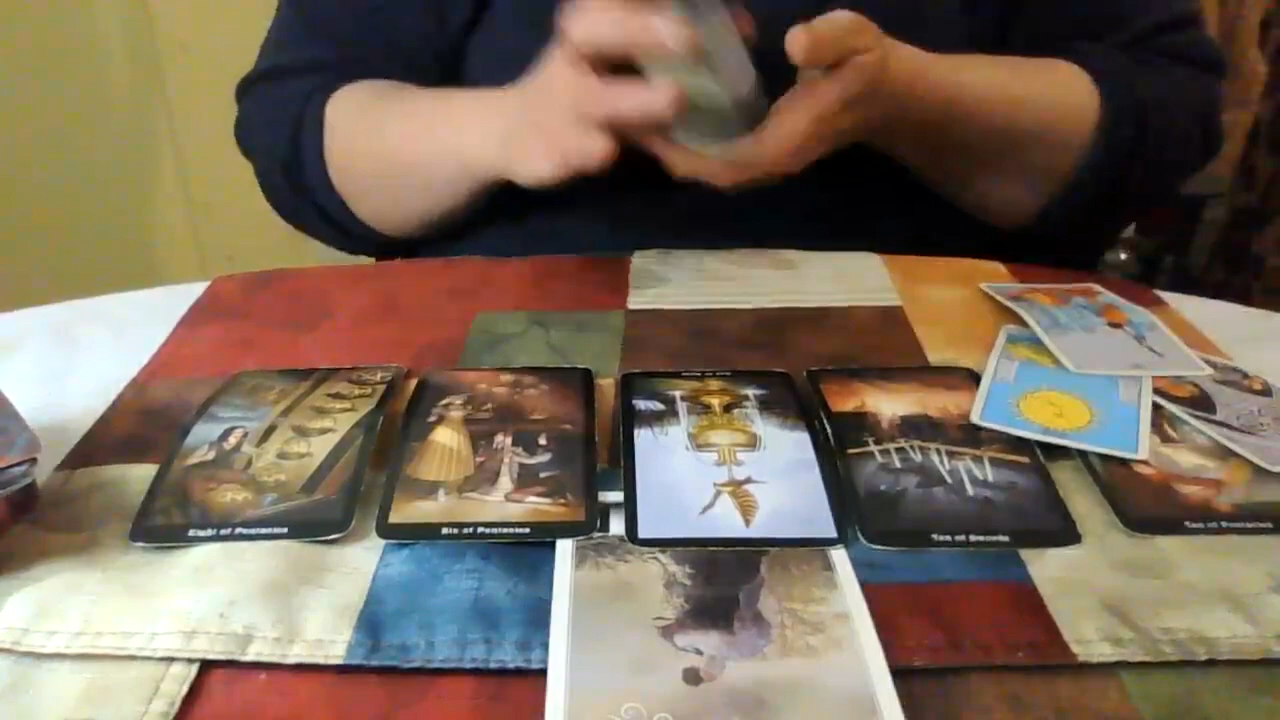 Eight of Pentacles
Six of Pentacles
Ten of Swords
Ten of Pentacles